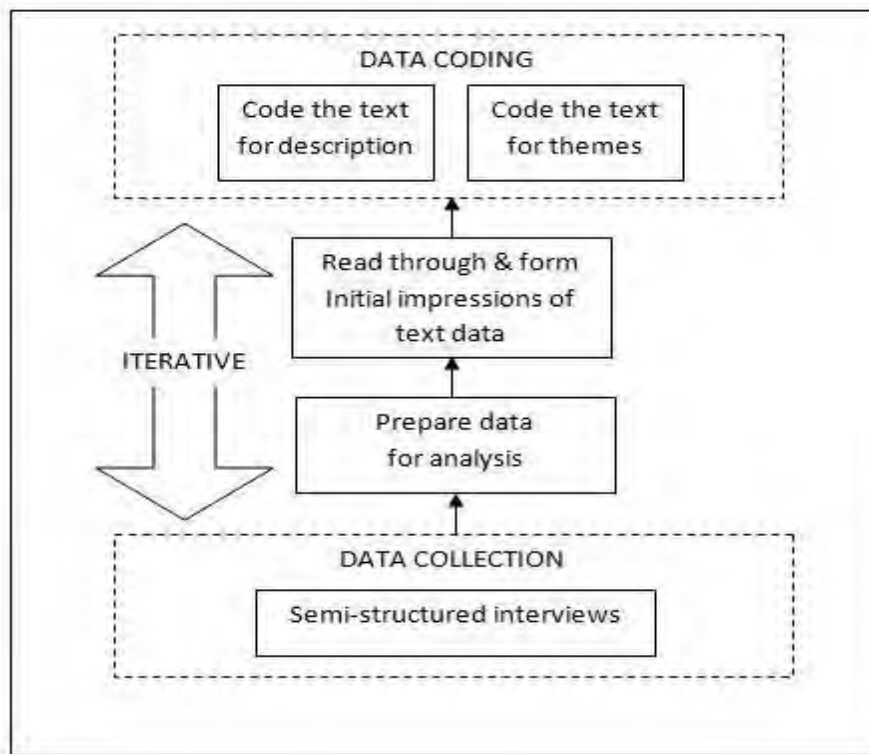 DATA CODING
Code the text
for description
Code the text
for themes
Read through & form
Initial impressions of
text data
ITERATIVE
Prepare data
for analysis
DATA COLLECTION
Semi-structured interviews